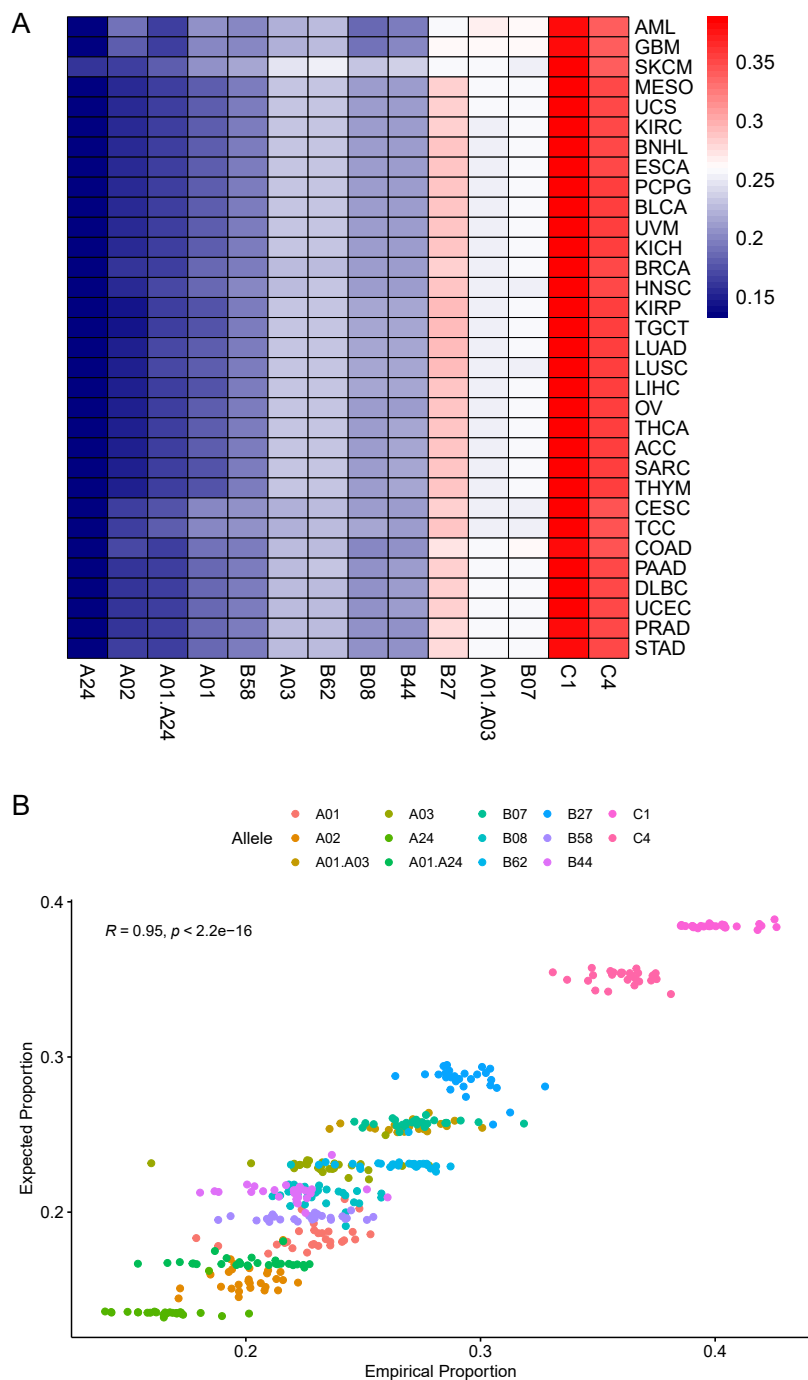 A
AML
GBM
SKCM
MESO
UCS
KIRC
BNHL
ESCA
PCPG
BLCA
UVM
KICH
BRCA
HNSC
KIRP
TGCT
LUAD
LUSC
LIHC
OV
THCA
ACC
SARC
THYM
CESC
TCC
COAD
PAAD
DLBC
UCEC
PRAD
STAD
0.35
0.3
0.25
0.2
0.15
A24
A02
A01.A24
A01
B58
A03
B62
B08
B44
B27
A01.A03
B07
C1
C4
B
Allele
A01
A03
B07
B27
C1
A02
A24
B08
B58
C4
A01.A03
A01.A24
B62
B44
R = 0.95, p < 2.2e−16
Expected Proportion
0.4
0.3
0.2
0.2
0.3
0.4
Empirical Proportion